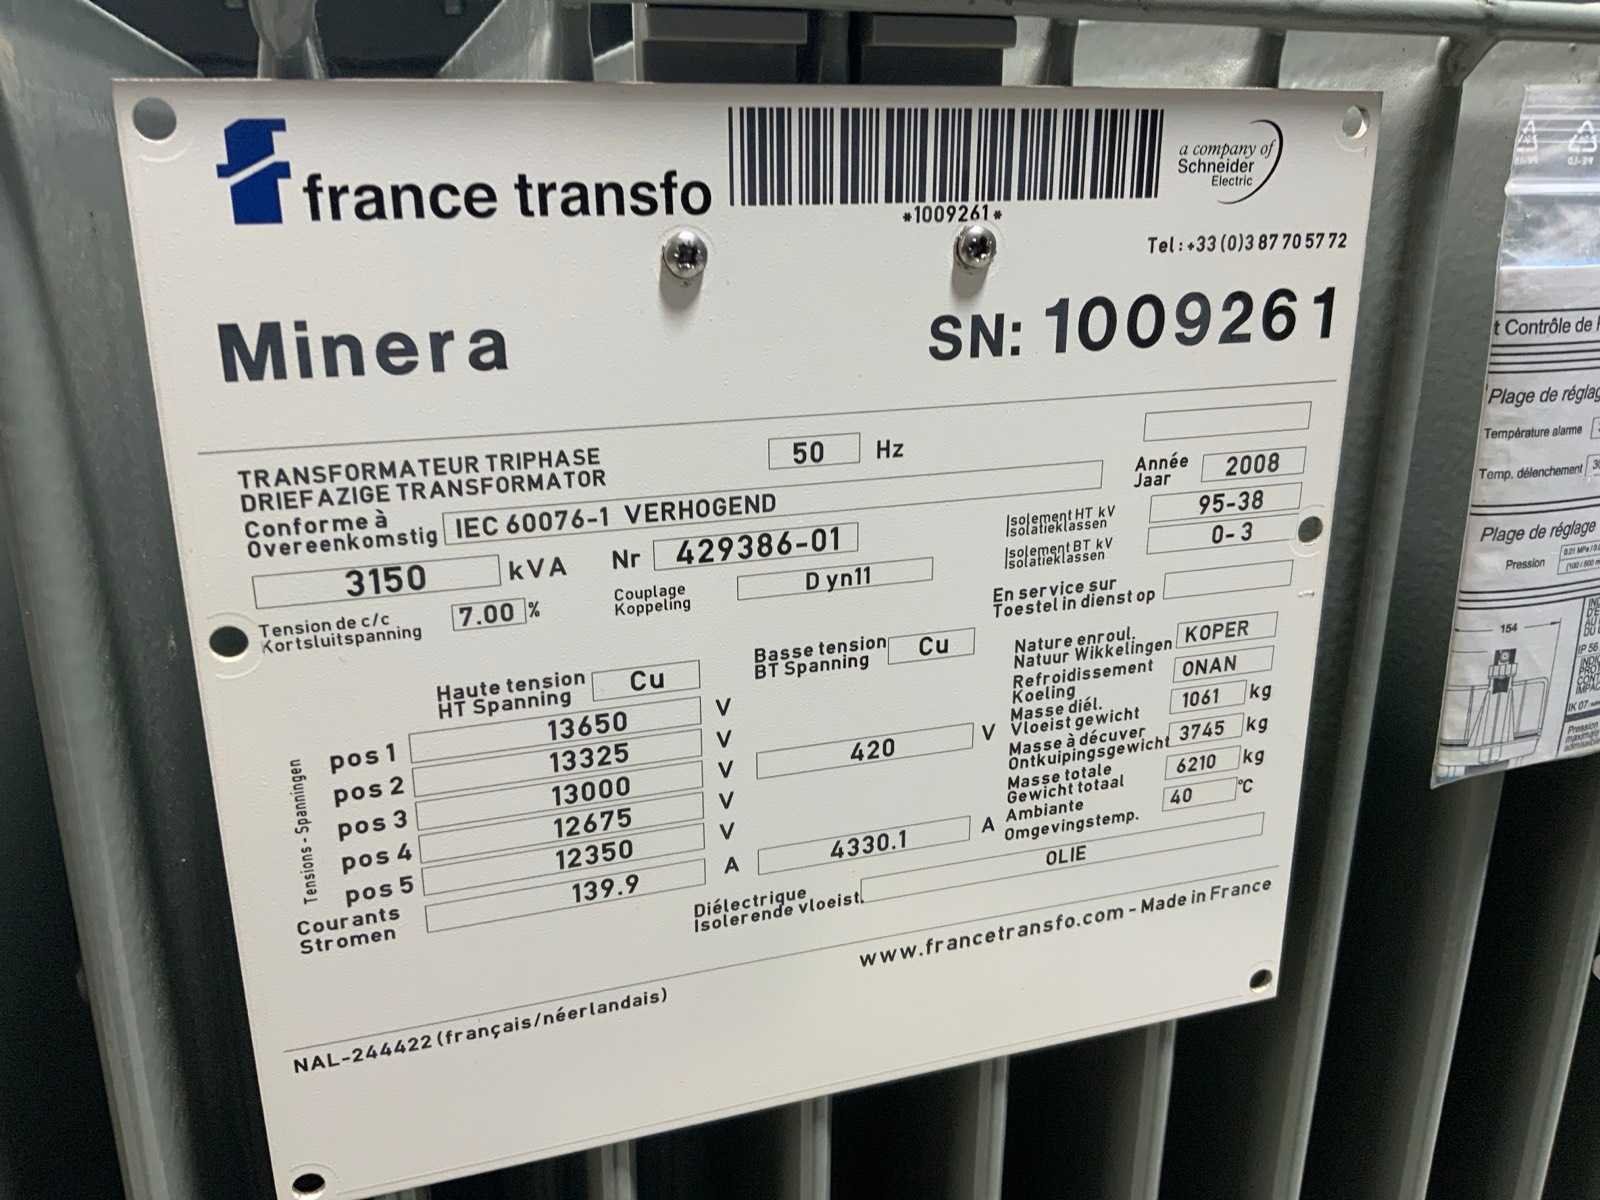 france transfo
*1009261*
a company of
Schneider
Electric
Tel : +33 (0)3 87 70 57 72
Minera
SN: 1009261
TRANSFORMATEUR TRIPHASE
DRIEFAZIGE TRANSFORMATOR
50 Hz
Conforme à
Overeenkomstig
IEC 60076-1 VERHOGEND
Année
Jaar
2008
3150 kVA
Nr 429386-01
Isolement HT kV
Isolatieklassen
95-38
Isolement BT kV
Isolatieklassen
0-3
Tension de c/c
Kortsluitspanning
7.00 %
Couplage
Koppeling
D yn11
En service sur
Toestel in dienst op
Haute tension
HT Spanning
Cu
Basse tension
BT Spanning
Cu
Nature enroul.
Natuur Wikkelingen
KOPER
Refroidissement
Koeling
ONAN
Masse diél.
Vloeist gewicht
1061 kg
Masse à décuver
Ontkuipingsgewicht
3745 kg
Masse totale
Gewicht totaal
6210 kg
Ambiante
Omgevingstemp.
40 °C
Tensions - Spanningen
pos 1 13650 V
pos 2 13325 V
pos 3 13000 V
pos 4 12675 V
pos 5 12350 V
420 V
Courants
Stromen
139.9 A
4330.1 A
Diélectrique
Isolerende vloeist.
OLIE
www.francetransfo.com - Made in France
NAL-244422 (français/néerlandais)
t Contrôle de
Plage de réglag
Température alarme
Temp. délenchement
Plage de réglage
Pression
154
IP 56
IK 07